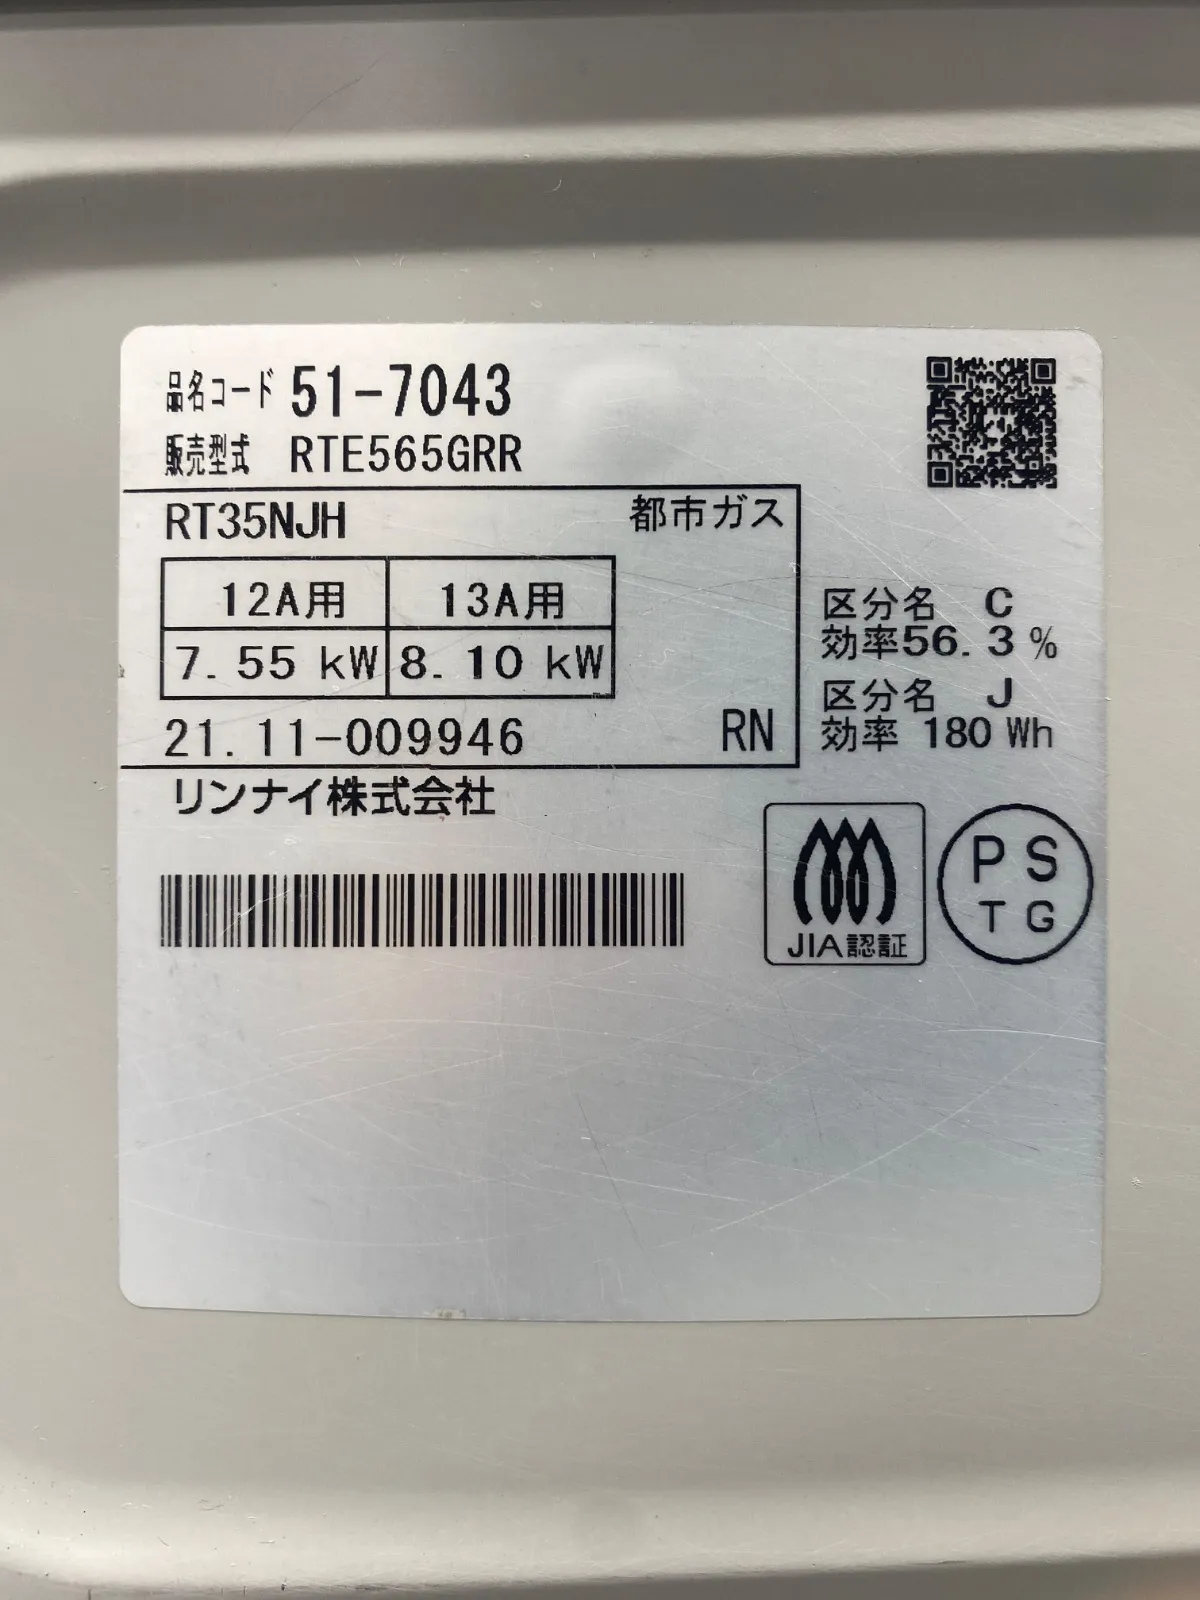 品名コード 51-7043
販売型式 RTE565GRR
RT35NJH 都市ガス
12A用 13A用
7.55 kW 8.10 kW
21.11-009946 RN
リンナイ株式会社
区分名 C
効率56.3%
区分名 J
効率 180 Wh
JIA認証
PS
TG